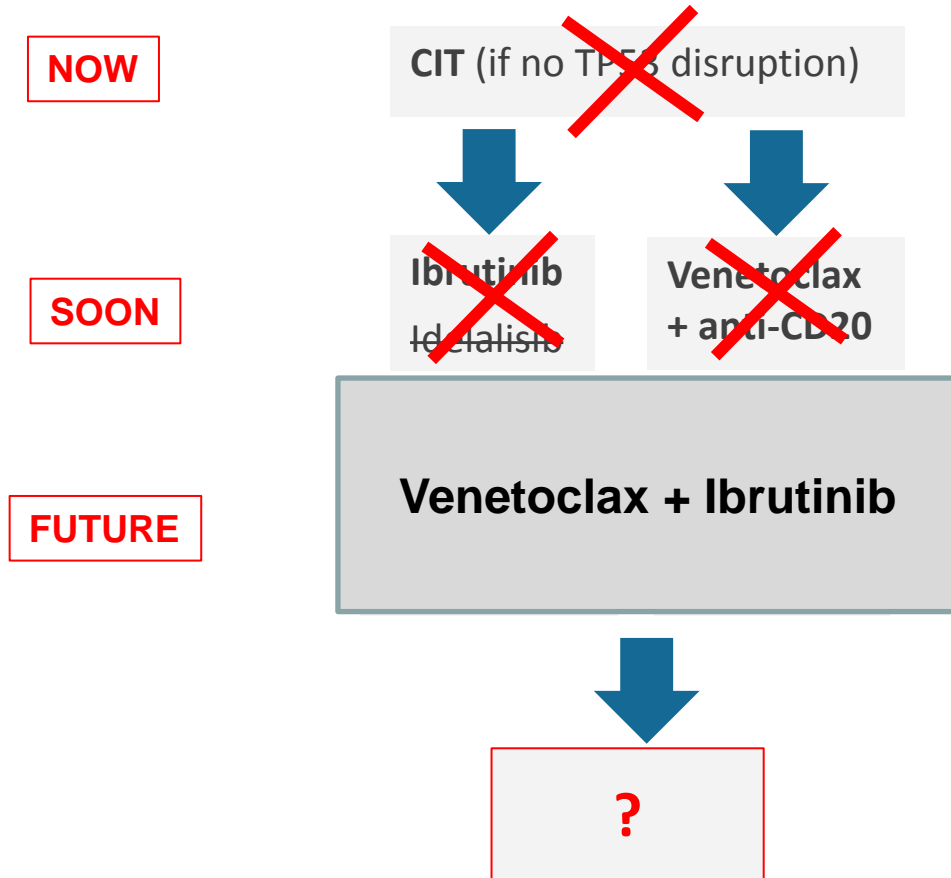 NOW
CIT (if no TP53 disruption)
SOON
Ibrutinib
Idelalisib
Venetoclax
+ anti-CD20
FUTURE
Venetoclax + Ibrutinib
?